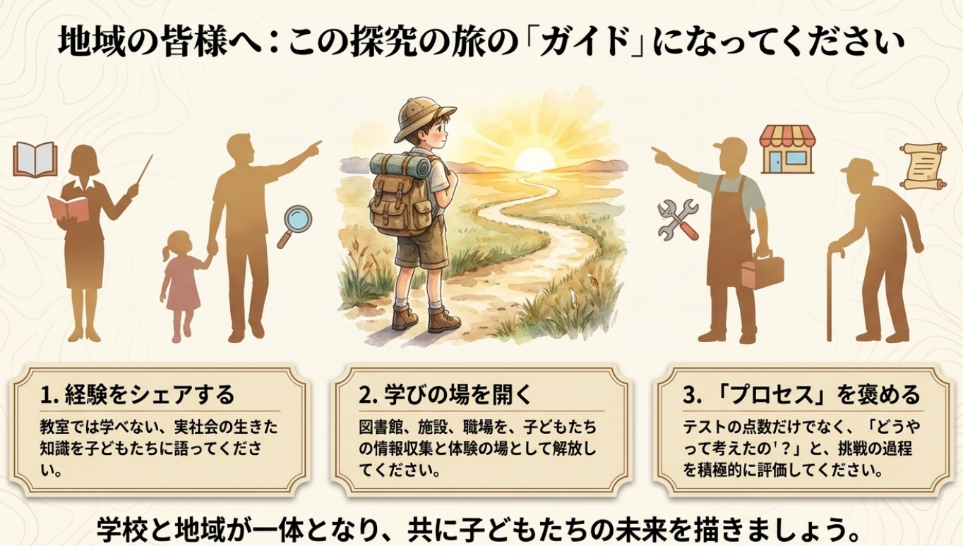 地域の皆様へ：この探究の旅の「ガイド」になってください
1. 経験をシェアする
教室では学べない、実社会の生きた
知識を子どもたちに語ってくださ
い。
2. 学びの場を開く
図書館、施設、職場を、子どもたち
の情報収集と体験の場として解放し
てください。
3. 「プロセス」を褒める
テストの点数だけでなく、「どうや
って考えたの'？」と、挑戦の過程
を積極的に評価してください。
学校と地域が一体となり、共に子どもたちの未来を描きましょう。